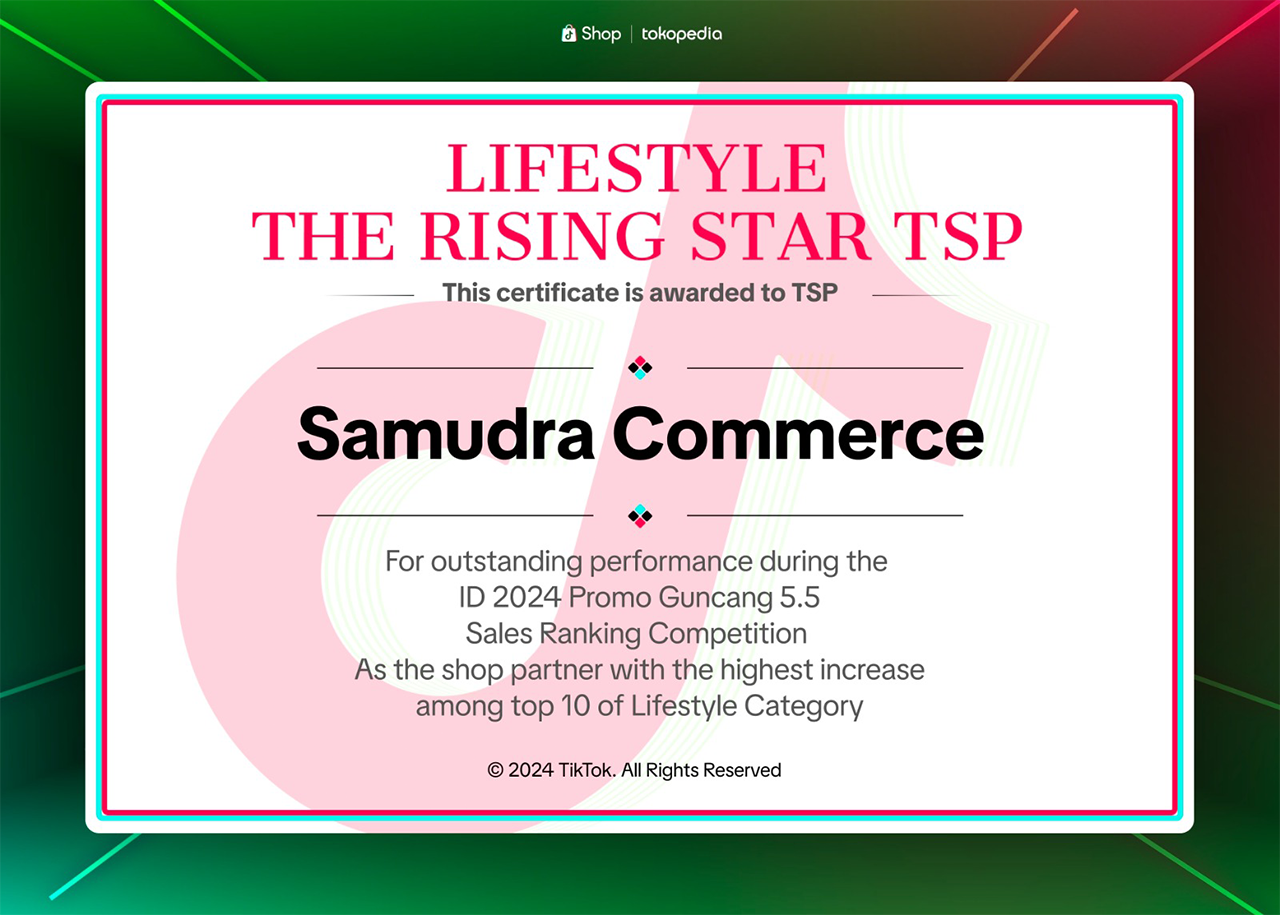 Shop | tokopedia
LIFESTYLE
THE RISING STAR TSP
This certificate is awarded to TSP
Samudra Commerce
For outstanding performance during the
ID 2024 Promo Guncang 5.5
Sales Ranking Competition
As the shop partner with the highest increase
among top 10 of Lifestyle Category
© 2024 TikTok. All Rights Reserved